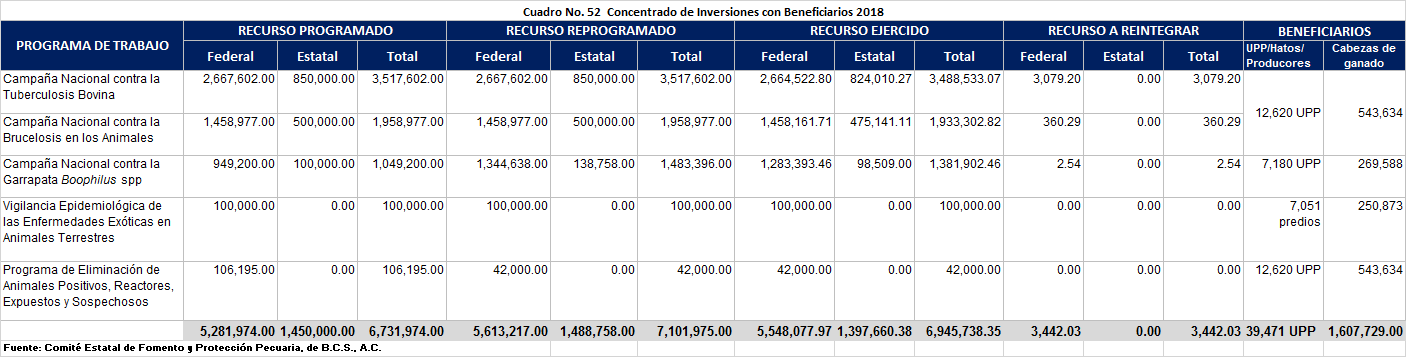 Cuadro No. 52  Concentrado de Inversiones con Beneficiarios 2018
PROGRAMA DE TRABAJO RECURSO PROGRAMADO RECURSO REPROGRAMADO RECURSO EJERCIDO RECURSO A REINTEGRAR BENEFICIARIOS
Federal Estatal Total Federal Estatal Total Federal Estatal Total Federal Estatal Total UPP/Hatos/ Cabezas de
Producores ganado
Campaña Nacional contra la 2,667,602.00 850,000.00 3,517,602.00 2,667,602.00 850,000.00 3,517,602.00 2,664,522.80 824,010.27 3,488,533.07 3,079.20 0.00 3,079.20
Tuberculosis Bovina
12,620 UPP 543,634
Campaña Nacional contra la 1,458,977.00 500,000.00 1,958,977.00 1,458,977.00 500,000.00 1,958,977.00 1,458,161.71 475,141.11 1,933,302.82 360.29 0.00 360.29
Brucelosis en los Animales
Campaña Nacional contra la 949,200.00 100,000.00 1,049,200.00 1,344,638.00 138,758.00 1,483,396.00 1,283,393.46 98,509.00 1,381,902.46 2.54 0.00 2.54 7,180 UPP 269,588
Garrapata Boophilus spp
Vigilancia Epidemiológica de 100,000.00 0.00 100,000.00 100,000.00 0.00 100,000.00 100,000.00 0.00 100,000.00 0.00 0.00 0.00 7,051 250,873
las Enfermedades Exóticas en predios
Animales Terrestres
Programa de Eliminación de 106,195.00 0.00 106,195.00 42,000.00 0.00 42,000.00 42,000.00 0.00 42,000.00 0.00 0.00 0.00 12,620 UPP 543,634
Animales Positivos, Reactores,
Expuestos y Sospechosos
5,281,974.00 1,450,000.00 6,731,974.00 5,613,217.00 1,488,758.00 7,101,975.00 5,548,077.97 1,397,660.38 6,945,738.35 3,442.03 0.00 3,442.03 39,471 UPP 1,607,729.00
Fuente: Comité Estatal de Fomento y Protección Pecuaria, de B.C.S., A.C.